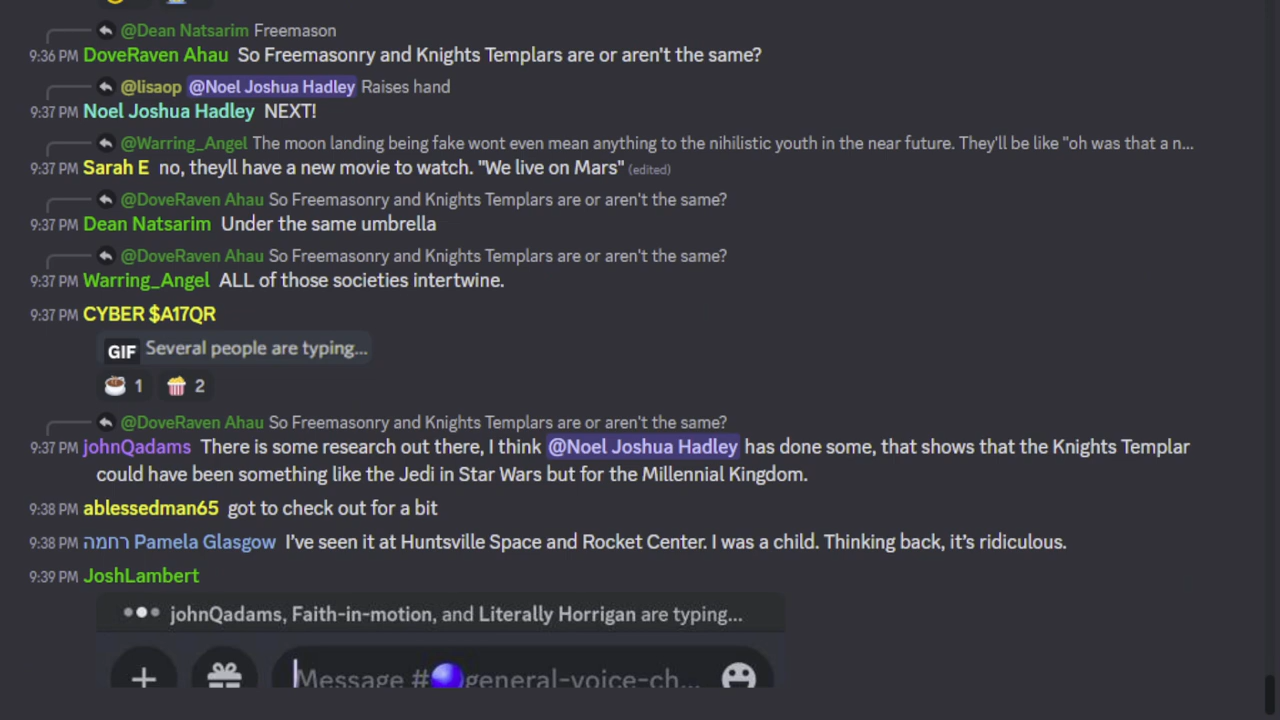 @Dean Natsarim Freemason
9:36 PM DoveRaven Ahau So Freemasonry and Knights Templars are or aren't the same?
@lisaop @Noel Joshua Hadley Raises hand
9:37 PM Noel Joshua Hadley NEXT!
@Warring_Angel The moon landing being fake wont even mean anything to the nihilistic youth in the near future. They'll be like "oh was that a n...
9:37 PM Sarah E no, theyll have a new movie to watch. "We live on Mars" (edited)
@DoveRaven Ahau So Freemasonry and Knights Templars are or aren't the same?
9:37 PM Dean Natsarim Under the same umbrella
@DoveRaven Ahau So Freemasonry and Knights Templars are or aren't the same?
9:37 PM Warring_Angel ALL of those societies intertwine.
9:37 PM CYBER $A17QR
GIF Several people are typing...
1 2
@DoveRaven Ahau So Freemasonry and Knights Templars are or aren't the same?
9:37 PM johnQadams There is some research out there, I think @Noel Joshua Hadley has done some, that shows that the Knights Templar
could have been something like the Jedi in Star Wars but for the Millennial Kingdom.
9:38 PM ablessedman65 got to check out for a bit
9:38 PM רחמה Pamela Glasgow I've seen it at Huntsville Space and Rocket Center. I was a child. Thinking back, it's ridiculous.
9:39 PM JoshLambert
johnQadams, Faith-in-motion, and Literally Horrigan are typing...
Message #general-voice-ch...